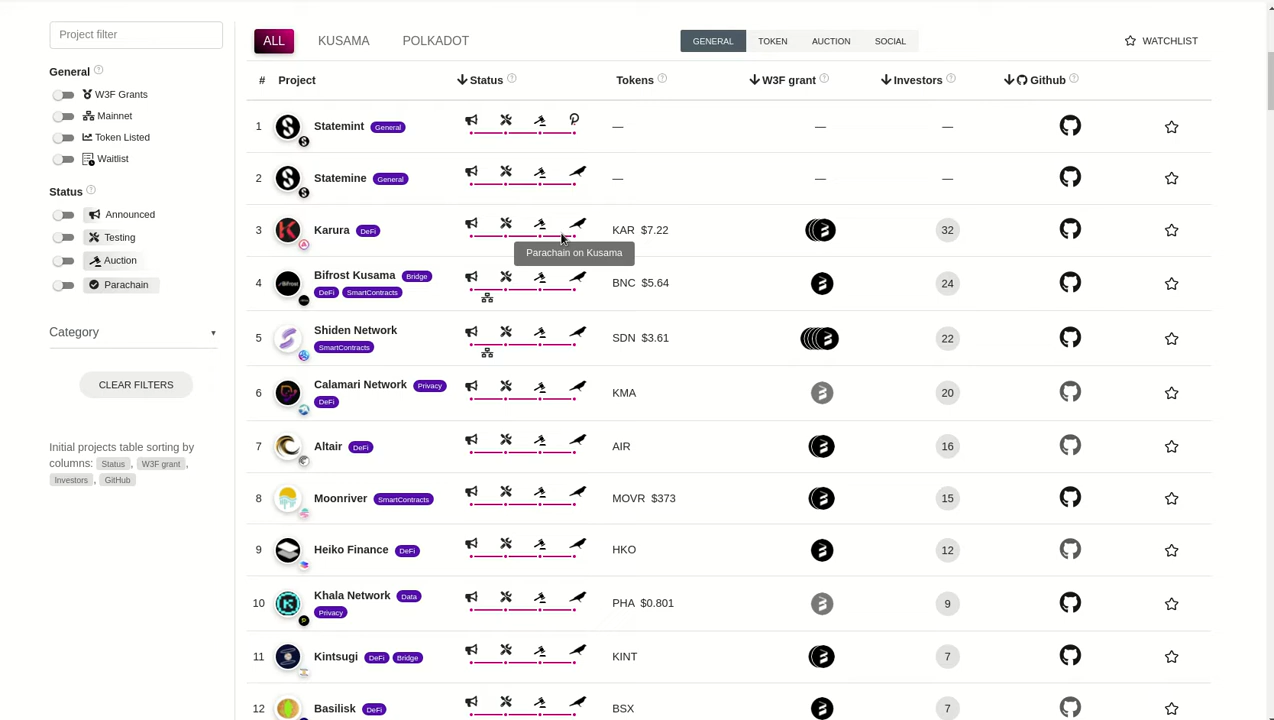 Project filter
ALL KUSAMA POLKADOT GENERAL TOKEN AUCTION SOCIAL WATCHLIST
General
W3F Grants
Mainnet
Token Listed
Waitlist
Status
Announced
Testing
Auction
Parachain
Category
CLEAR FILTERS
Initial projects table sorting by
columns: Status, W3F grant,
Investors, GitHub
# Project Status Tokens W3F grant Investors Github
1 Statemint General — — —
2 Statemine General — — —
3 Karura DeFi KAR $7.22 32
Parachain on Kusama
4 Bifrost Kusama Bridge BNC $5.64 24
DeFi SmartContracts
5 Shiden Network SDN $3.61 22
SmartContracts
6 Calamari Network Privacy KMA 20
DeFi
7 Altair DeFi AIR 16
8 Moonriver SmartContracts MOVR $373 15
9 Heiko Finance DeFi HKO 12
10 Khala Network Data PHA $0.801 9
Privacy
11 Kintsugi DeFi Bridge KINT 7
12 Basilisk DeFi BSX 7